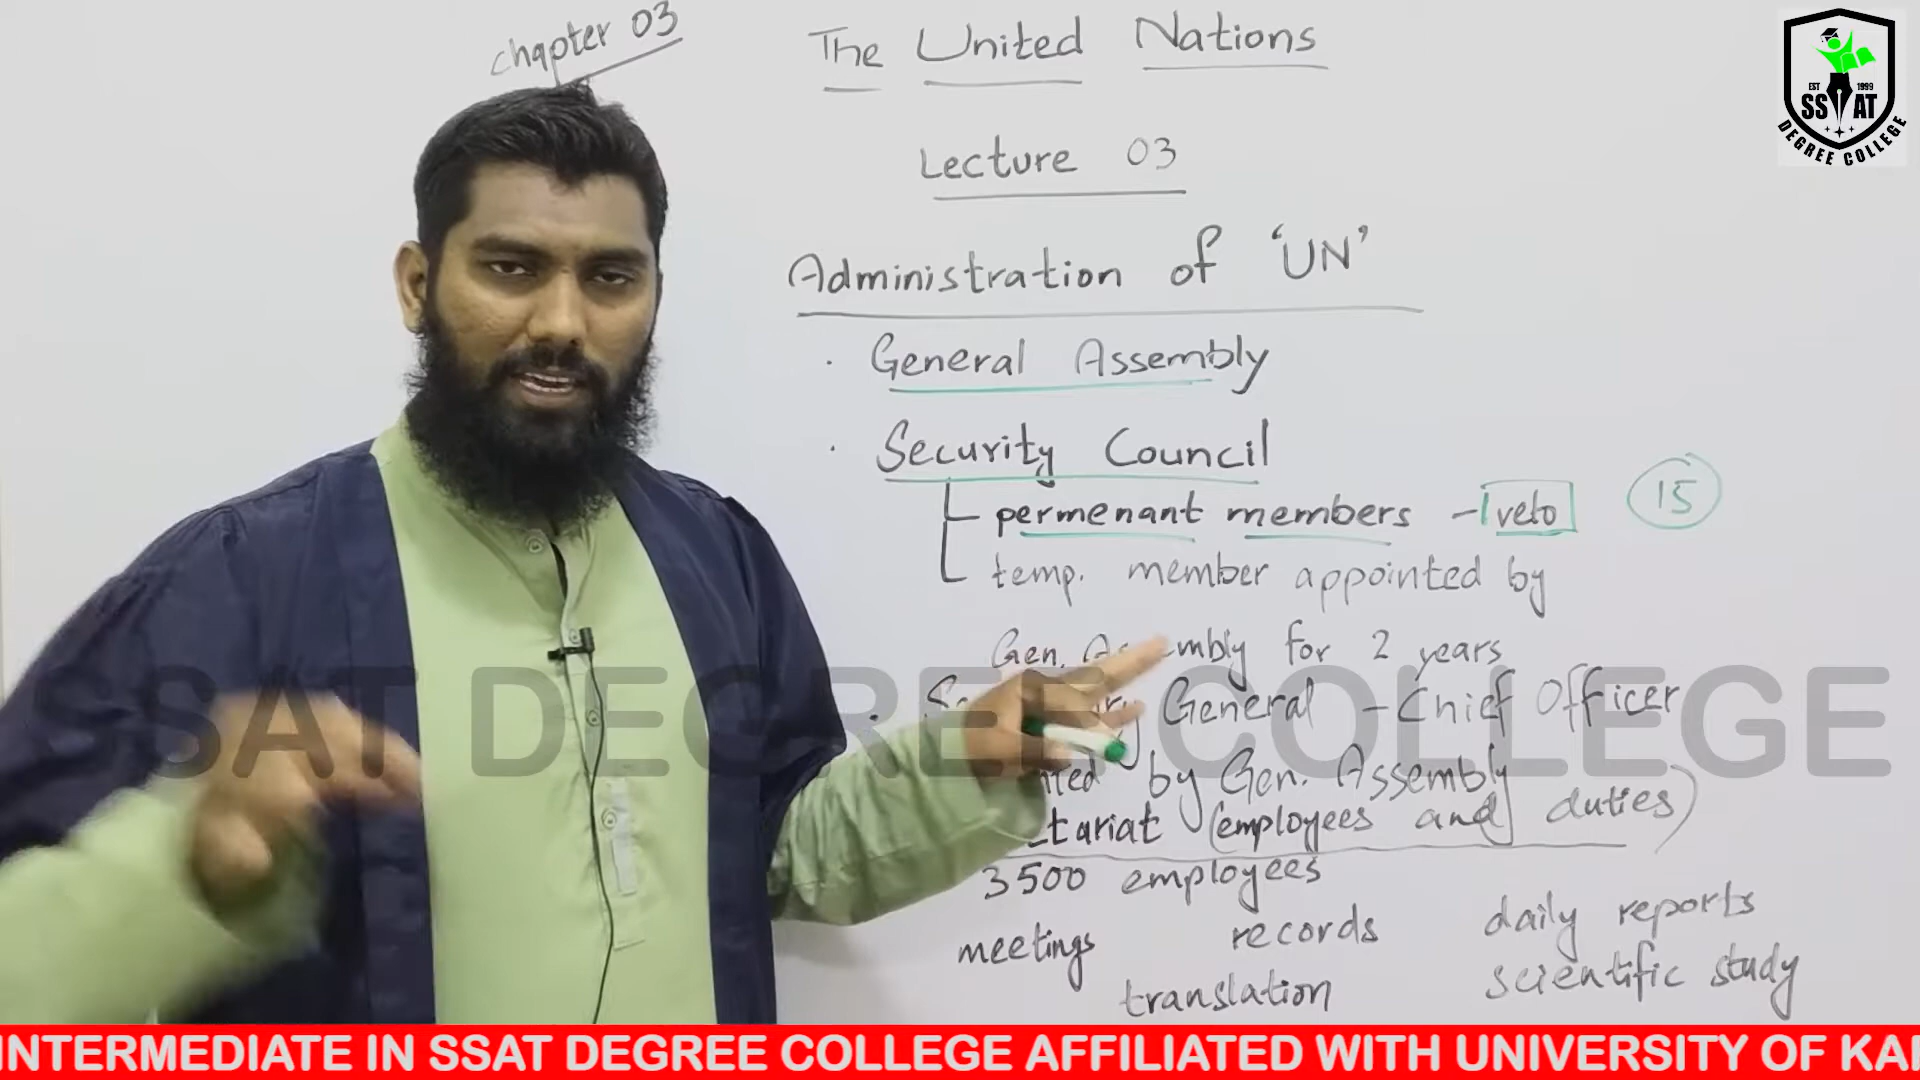 chapter 03
The United Nations
Lecture 03
Administration of 'UN'
· General Assembly
· Security Council
permenant members - veto
15
temp. member appointed by
Gen. Assembly for 2 years
General - Chief Officer
by Gen. Assembly
(employees and duties)
3500 employees
meetings records daily reports
translation scientific study
EST 1999
SSAT
DEGREE COLLEGE
SSAT DEGREE COLLEGE
INTERMEDIATE IN SSAT DEGREE COLLEGE AFFILIATED WITH UNIVERSITY OF